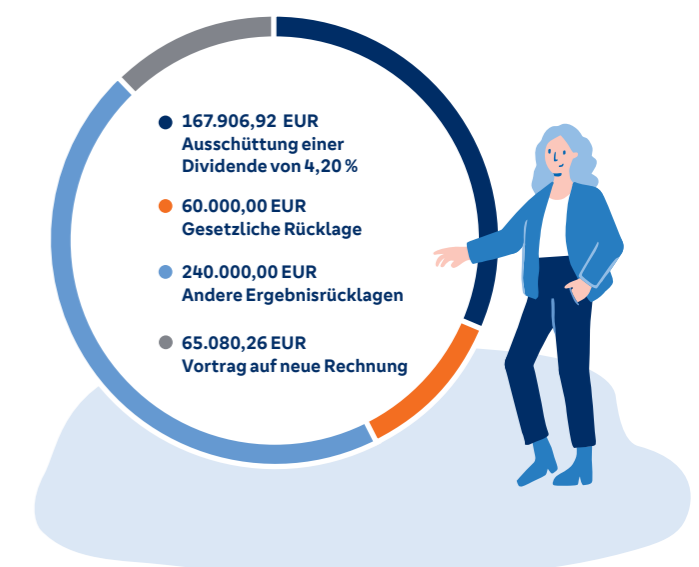 167.906,92 EUR
Ausschüttung einer
Dividende von 4,20 %
60.000,00 EUR
Gesetzliche Rücklage
240.000,00 EUR
Andere Ergebnisrücklagen
65.080,26 EUR
Vortrag auf neue Rechnung